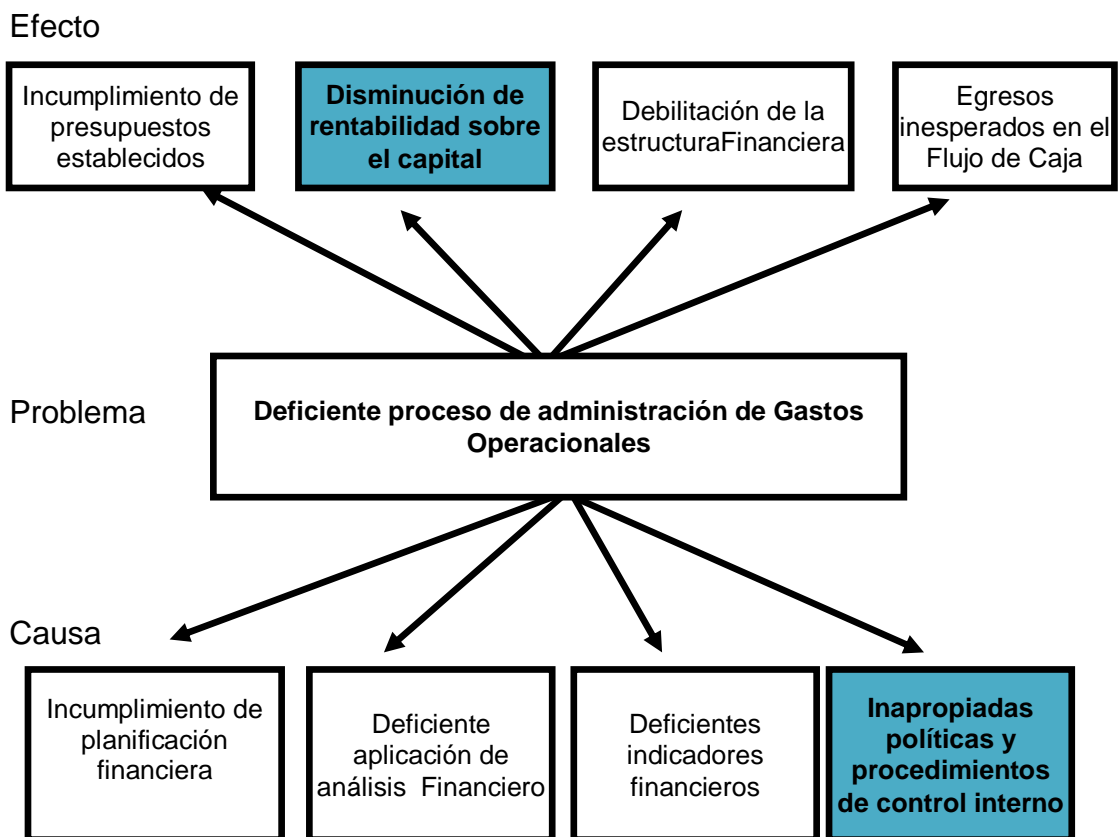 Efecto
Incumplimiento de
presupuestos
establecidos
Disminución de
rentabilidad sobre
el capital
Debilitación de la
estructuraFinanciera
Egresos
inesperados en el
Flujo de Caja
Problema
Deficiente proceso de administración de Gastos
Operacionales
Causa
Incumplimiento de
planificación
financiera
Deficiente
aplicación de
análisis  Financiero
Deficientes
indicadores
financieros
Inapropiadas
políticas y
procedimientos
de control interno